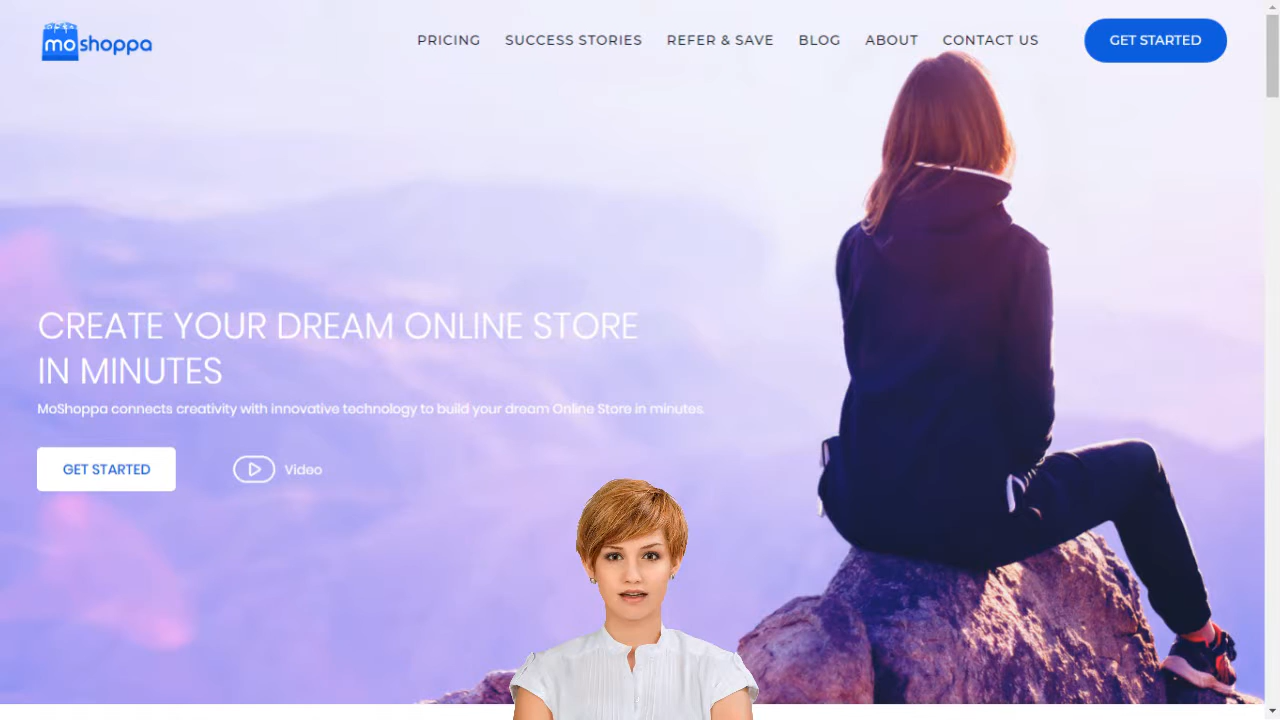 moshoppa
PRICING SUCCESS STORIES REFER & SAVE BLOG ABOUT CONTACT US GET STARTED
CREATE YOUR DREAM ONLINE STORE
IN MINUTES
MoShoppa connects creativity with innovative technology to build your dream Online Store in minutes.
GET STARTED Video